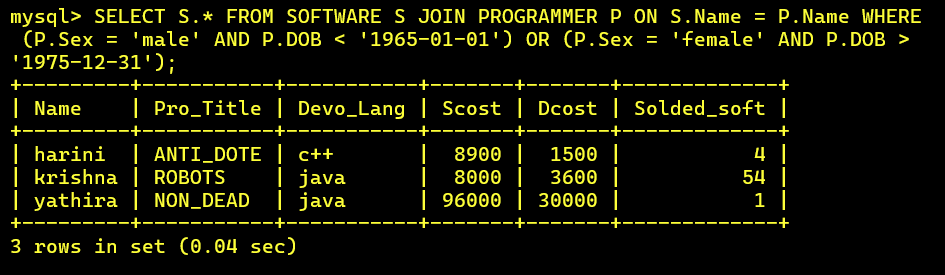 mysql> SELECT S.* FROM SOFTWARE S JOIN PROGRAMMER P ON S.Name = P.Name WHERE
 (P.Sex = 'male' AND P.DOB < '1965-01-01') OR (P.Sex = 'female' AND P.DOB >
'1975-12-31');
+---------+-----------+-----------+-------+-------+-------------+
| Name    | Pro_Title | Devo_Lang | Scost | Dcost | Solded_soft |
+---------+-----------+-----------+-------+-------+-------------+
| harini  | ANTI_DOTE | c++       |  8900 |  1500 |           4 |
| krishna | ROBOTS    | java      |  8000 |  3600 |          54 |
| yathira | NON_DEAD  | java      | 96000 | 30000 |           1 |
+---------+-----------+-----------+-------+-------+-------------+
3 rows in set (0.04 sec)